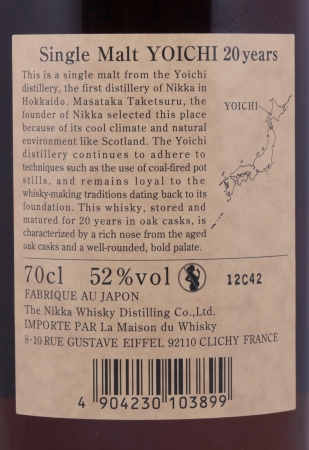 Single Malt YOICHI 20 years
This is a single malt from the Yoichi
distillery, the first distillery of Nikka in
Hokkaido. Masataka Taketsuru, the
founder of Nikka selected this place
because of its cool climate and natural
environment like Scotland. The Yoichi
distillery continues to adhere to
techniques such as the use of coal-fired pot
stills, and remains loyal to the
whisky-making traditions dating back to its
foundation. This whisky, stored and
matured for 20 years in oak casks, is
characterized by a rich nose from the aged
oak casks and a well-rounded, bold palate.
YOICHI
70cl 52%vol 12C42
FABRIQUE AU JAPON
The Nikka Whisky Distilling Co.,Ltd.
IMPORTE PAR La Maison du Whisky
8-10 RUE GUSTAVE EIFFEL 92110 CLICHY FRANCE
4 904230 103899